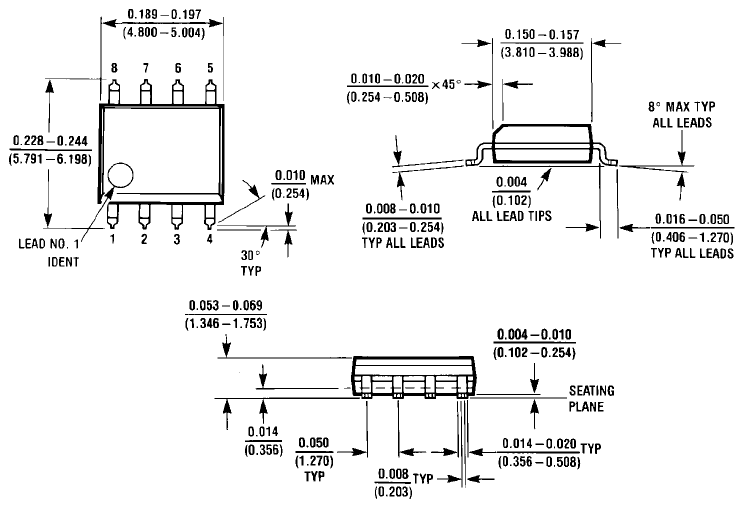 0.189 – 0.197
(4.800 – 5.004)
8 7 6 5
0.228 – 0.244
(5.791 – 6.198)
0.010 MAX
(0.254)
LEAD NO. 1
IDENT
1 2 3 4
30°
TYP
0.150 – 0.157
(3.810 – 3.988)
0.010 – 0.020 × 45°
(0.254 – 0.508)
8° MAX TYP
ALL LEADS
0.004
(0.102)
ALL LEAD TIPS
0.008 – 0.010
(0.203 – 0.254)
TYP ALL LEADS
0.016 – 0.050
(0.406 – 1.270)
TYP ALL LEADS
0.053 – 0.069
(1.346 – 1.753)
0.004 – 0.010
(0.102 – 0.254)
SEATING
PLANE
0.014
(0.356)
0.050
(1.270)
TYP
0.014 – 0.020 TYP
(0.356 – 0.508)
0.008 TYP
(0.203)